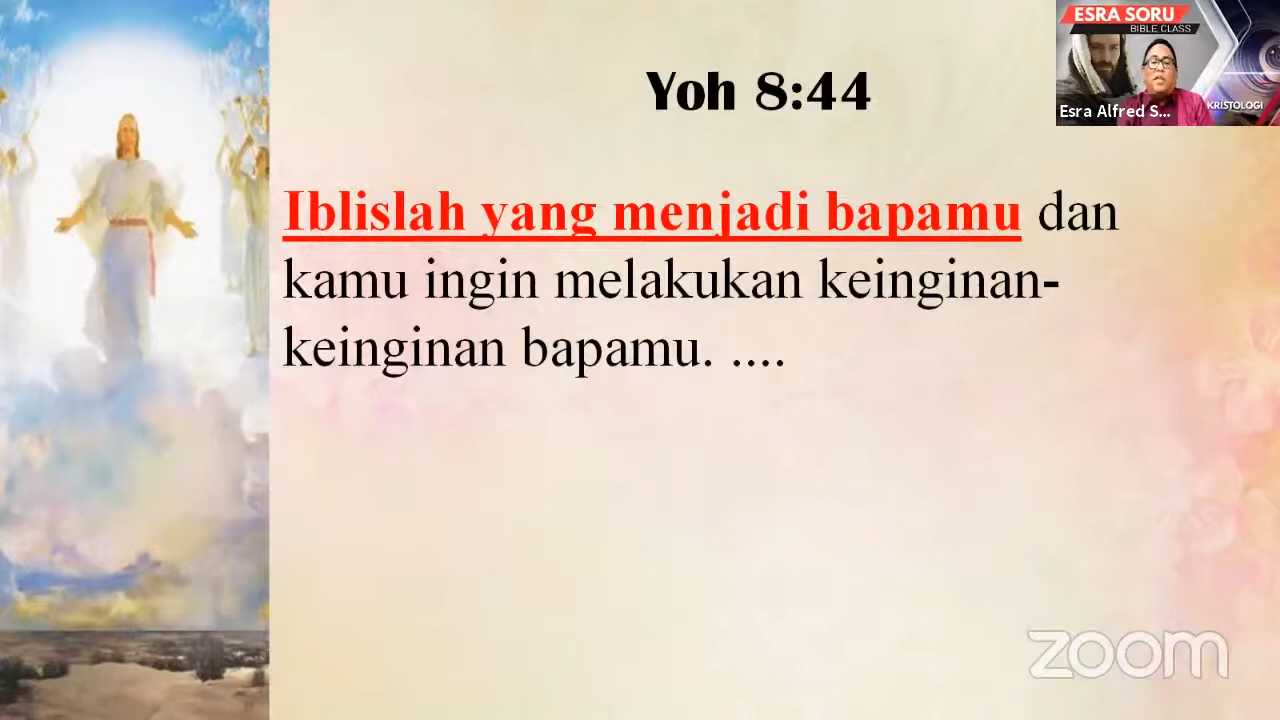 Yoh 8:44
ESRA SORU
BIBLE CLASS
KRISTOLOGI
Esra Alfred S...
Iblislah yang menjadi bapamu dan
kamu ingin melakukan keinginan-
keinginan bapamu. ....
zoom